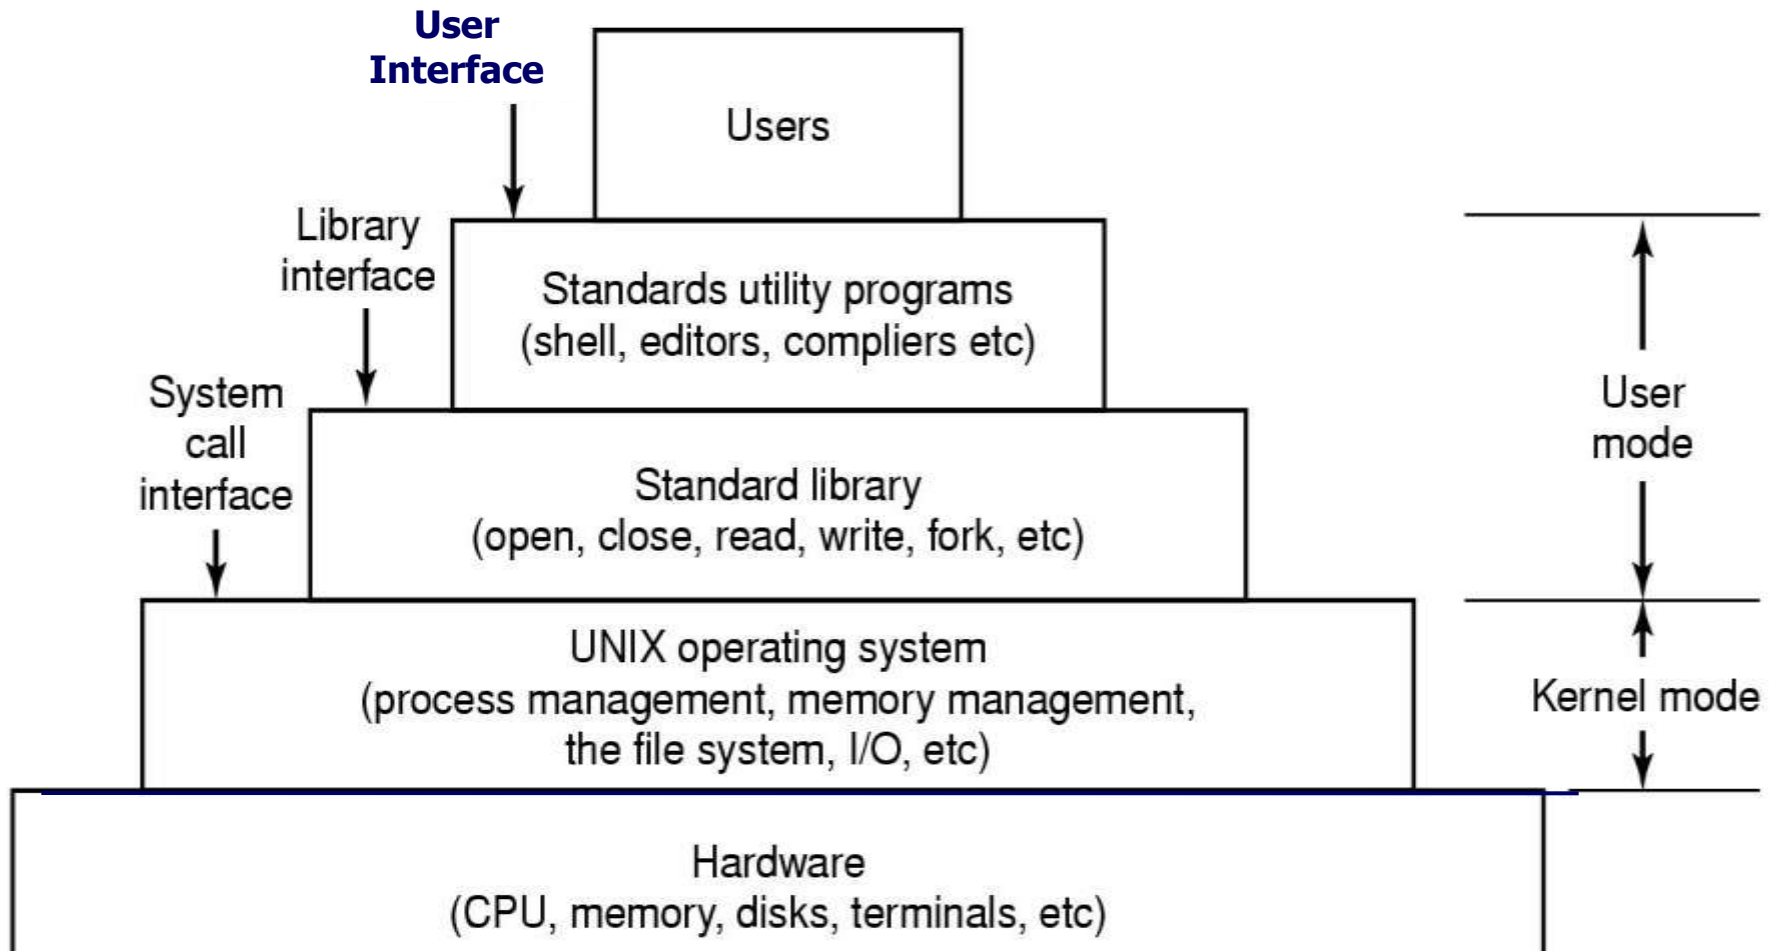 User
Interface
Users
Library
interface
Standards utility programs
(shell, editors, compliers etc)
System
call
interface
User
mode
Standard library
(open, close, read, write, fork, etc)
UNIX operating system
(process management, memory management,
the file system, I/O, etc)
Kernel mode
Hardware
(CPU, memory, disks, terminals, etc)